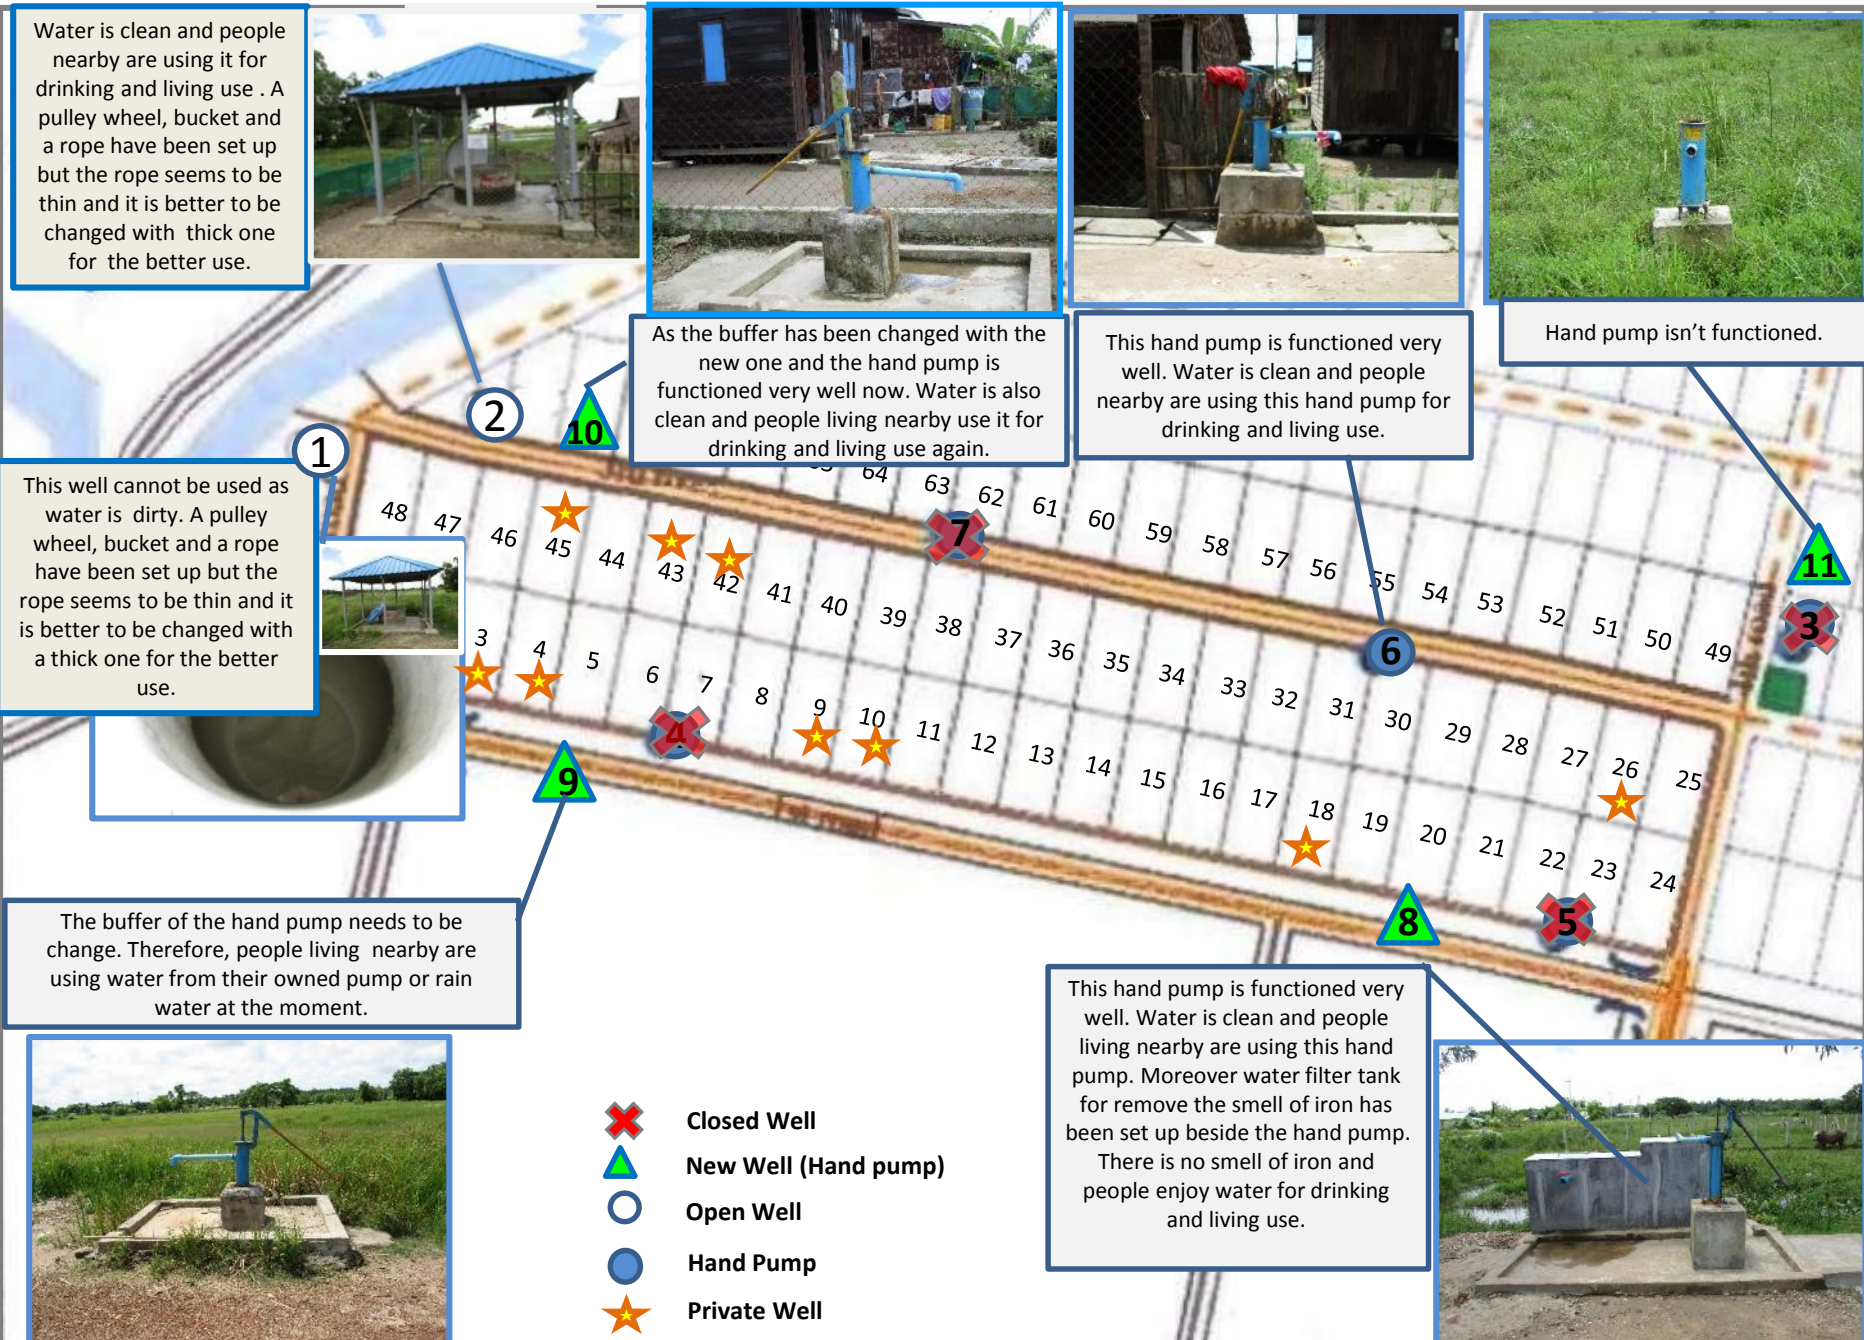 Water is clean and people
nearby are using it for
drinking and living use . A
pulley wheel, bucket and
a rope have been set up
but the rope seems to be
thin and it is better to be
changed with thick one
for the better use.
As the buffer has been changed with the
new one and the hand pump is
functioned very well now. Water is also
clean and people living nearby use it for
drinking and living use again.
This hand pump is functioned very
well. Water is clean and people
nearby are using this hand pump for
drinking and living use.
Hand pump isn’t functioned.
2
10
1
This well cannot be used as
water is dirty. A pulley
wheel, bucket and a rope
have been set up but the
rope seems to be thin and it
is better to be changed with
a thick one for the better
use.
64 63 62 61 60 59 58 57 56 55 54 53 52 51 50 49
7
11
3
6
48 47 46 45 44 43 42 41 40 39 38 37 36 35 34 33 32 31 30 29 28 27 26 25
3 4 5 6 7 8 9 10 11 12 13 14 15 16 17 18 19 20 21 22 23 24
4
9
8
5
The buffer of the hand pump needs to be
change. Therefore, people living nearby are
using water from their owned pump or rain
water at the moment.
This hand pump is functioned very
well. Water is clean and people
living nearby are using this hand
pump. Moreover water filter tank
for remove the smell of iron has
been set up beside the hand pump.
There is no smell of iron and
people enjoy water for drinking
and living use.
Closed Well
New Well (Hand pump)
Open Well
Hand Pump
Private Well